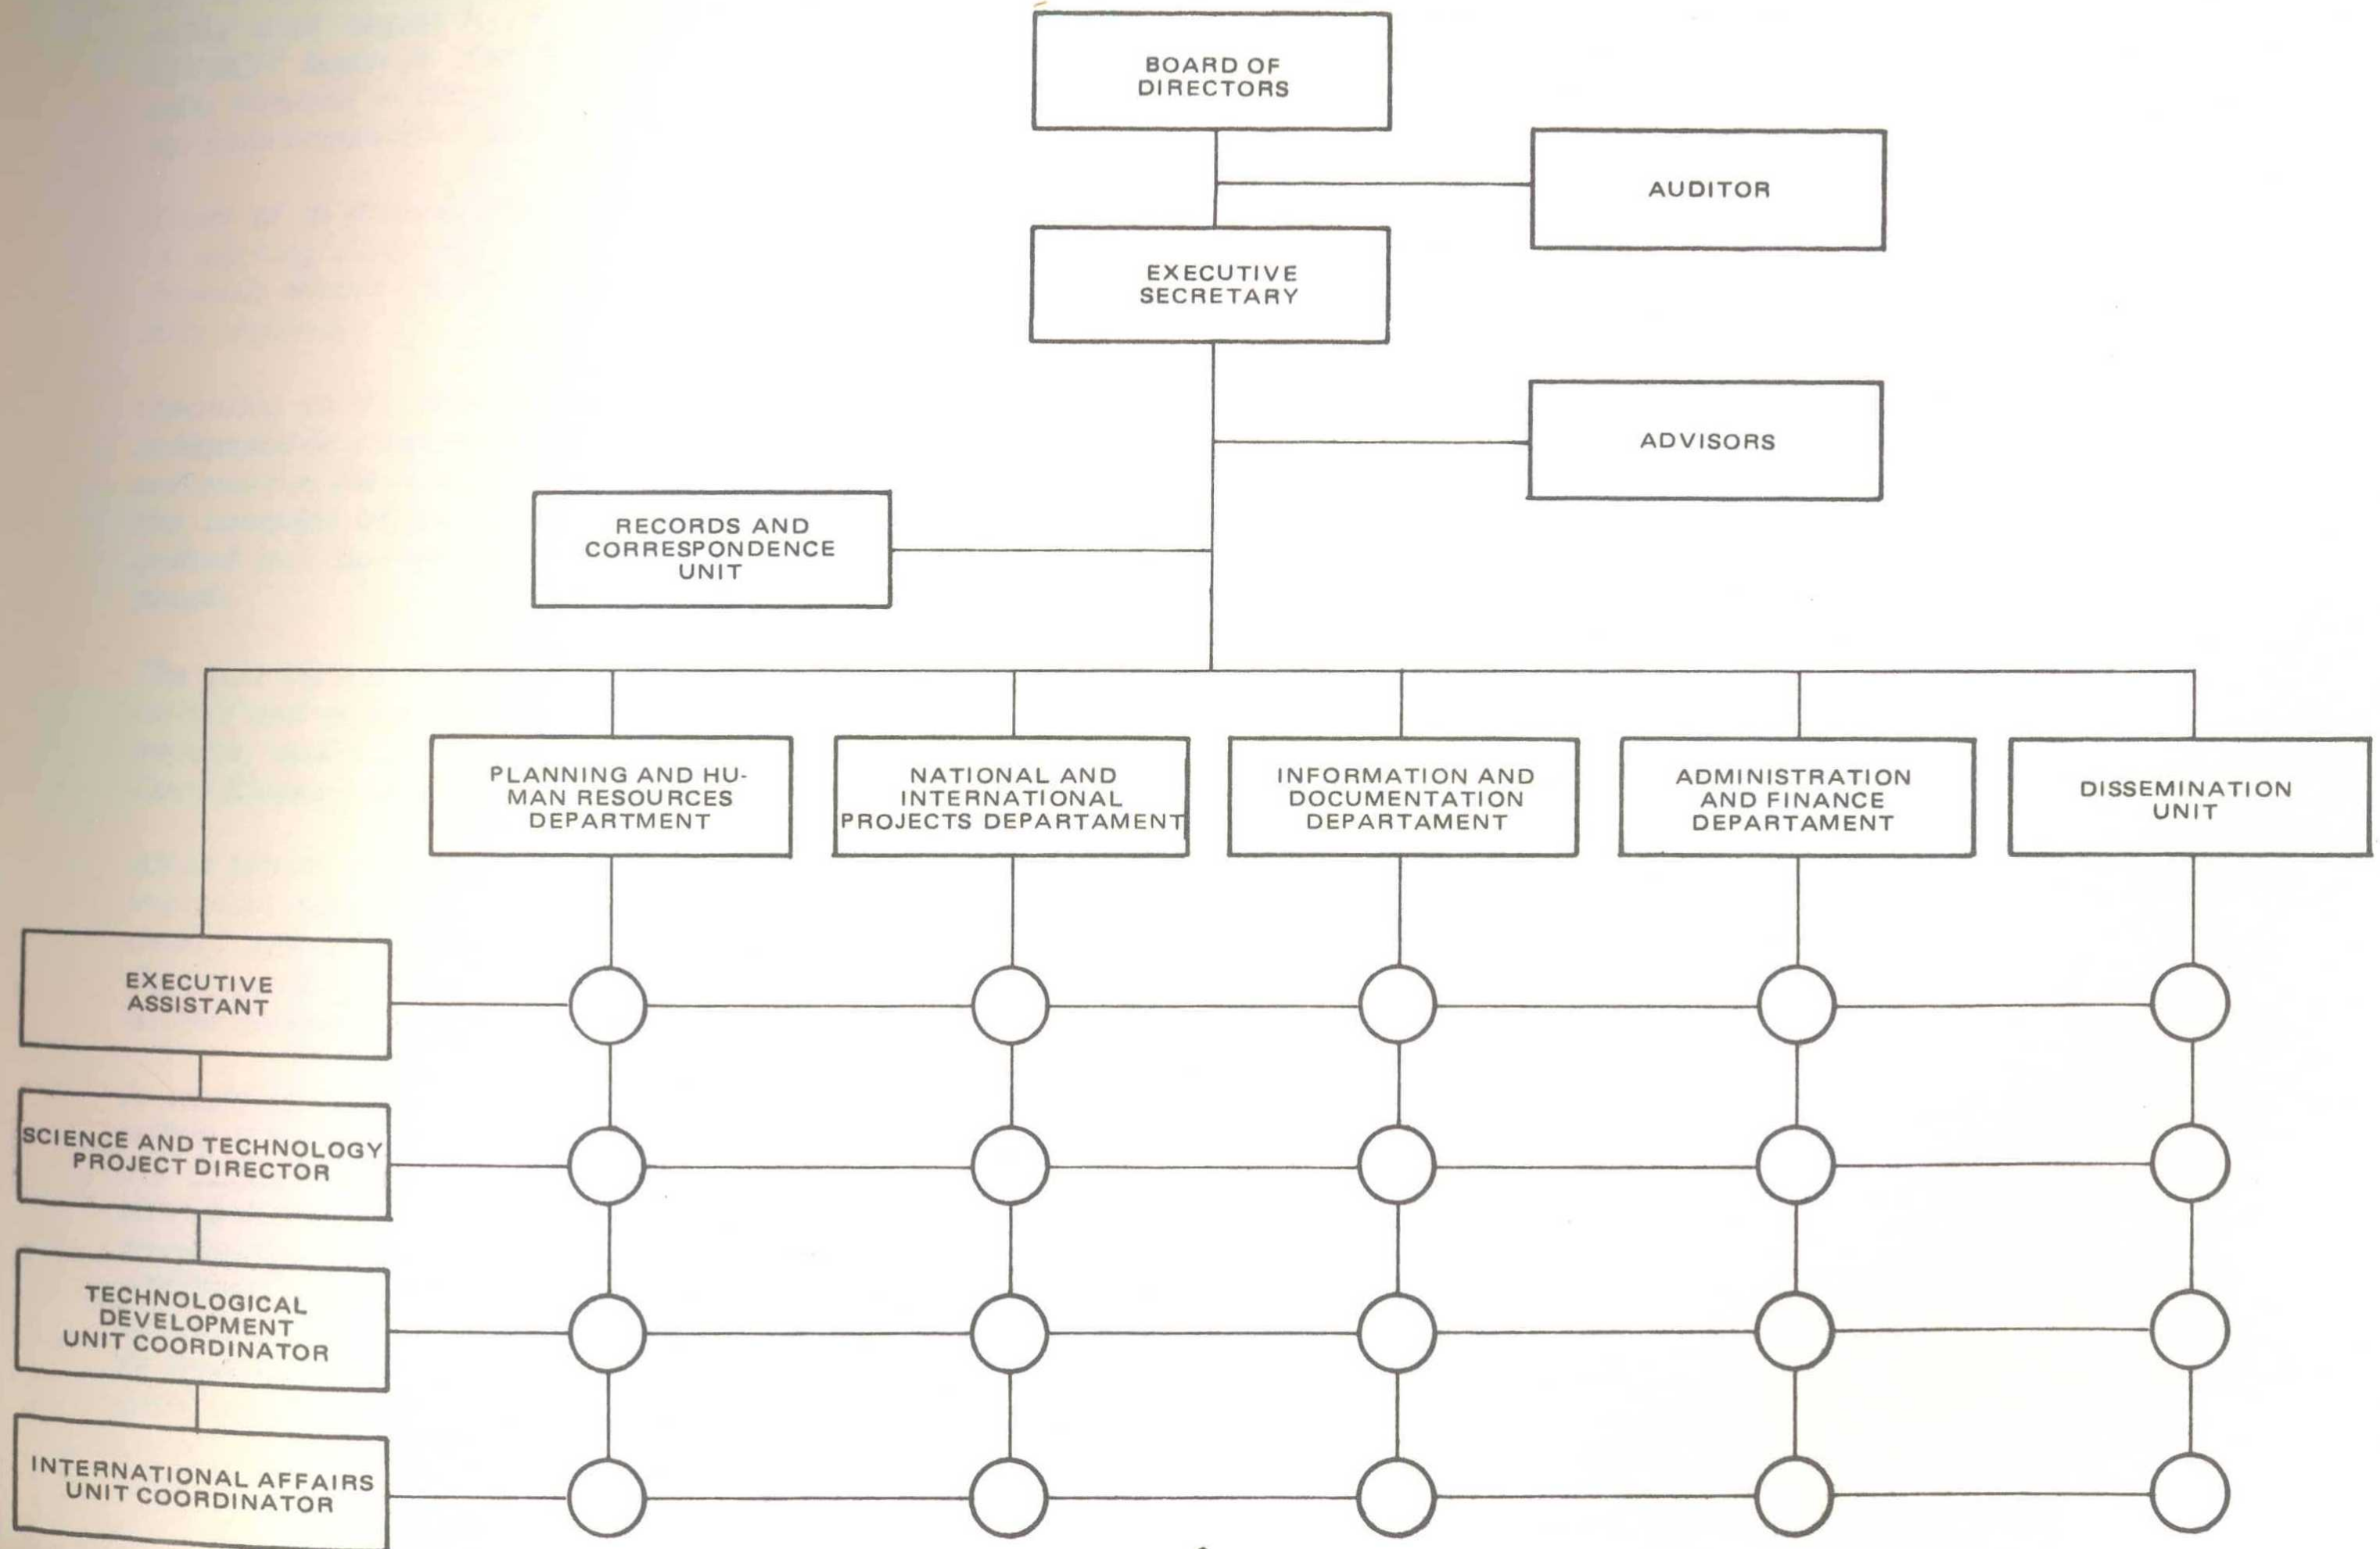 BOARD OF
DIRECTORS
AUDITOR
EXECUTIVE
SECRETARY
ADVISORS
RECORDS AND
CORRESPONDENCE
UNIT
PLANNING AND HU-
MAN RESOURCES
DEPARTMENT
NATIONAL AND
INTERNATIONAL
PROJECTS DEPARTAMENT
INFORMATION AND
DOCUMENTATION
DEPARTAMENT
ADMINISTRATION
AND FINANCE
DEPARTAMENT
DISSEMINATION
UNIT
EXECUTIVE
ASSISTANT
SCIENCE AND TECHNOLOGY
PROJECT DIRECTOR
TECHNOLOGICAL
DEVELOPMENT
UNIT COORDINATOR
INTERNATIONAL AFFAIRS
UNIT COORDINATOR